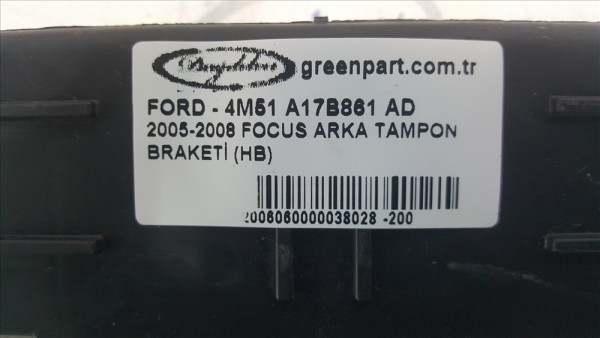 greenpart.com.tr
FORD - 4M51 A17B861 AD
2005-2008 FOCUS ARKA TAMPON
BRAKETİ (HB)
2006060000038028 -200